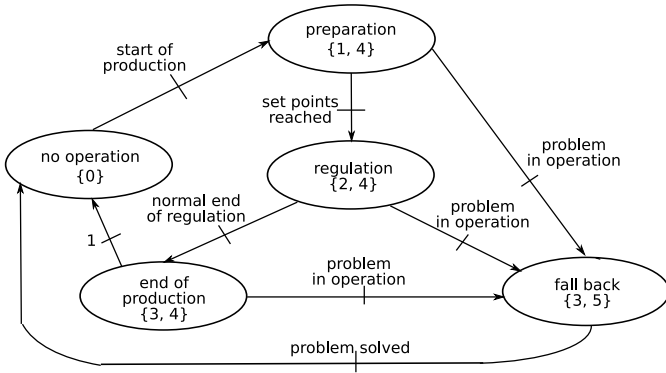 preparation
{1, 4}
start of
production
set points
reached
problem
in operation
no operation
{0}
regulation
{2, 4}
normal end
of regulation
problem
in operation
1
end of
production
{3, 4}
problem
in operation
fall back
{3, 5}
problem solved